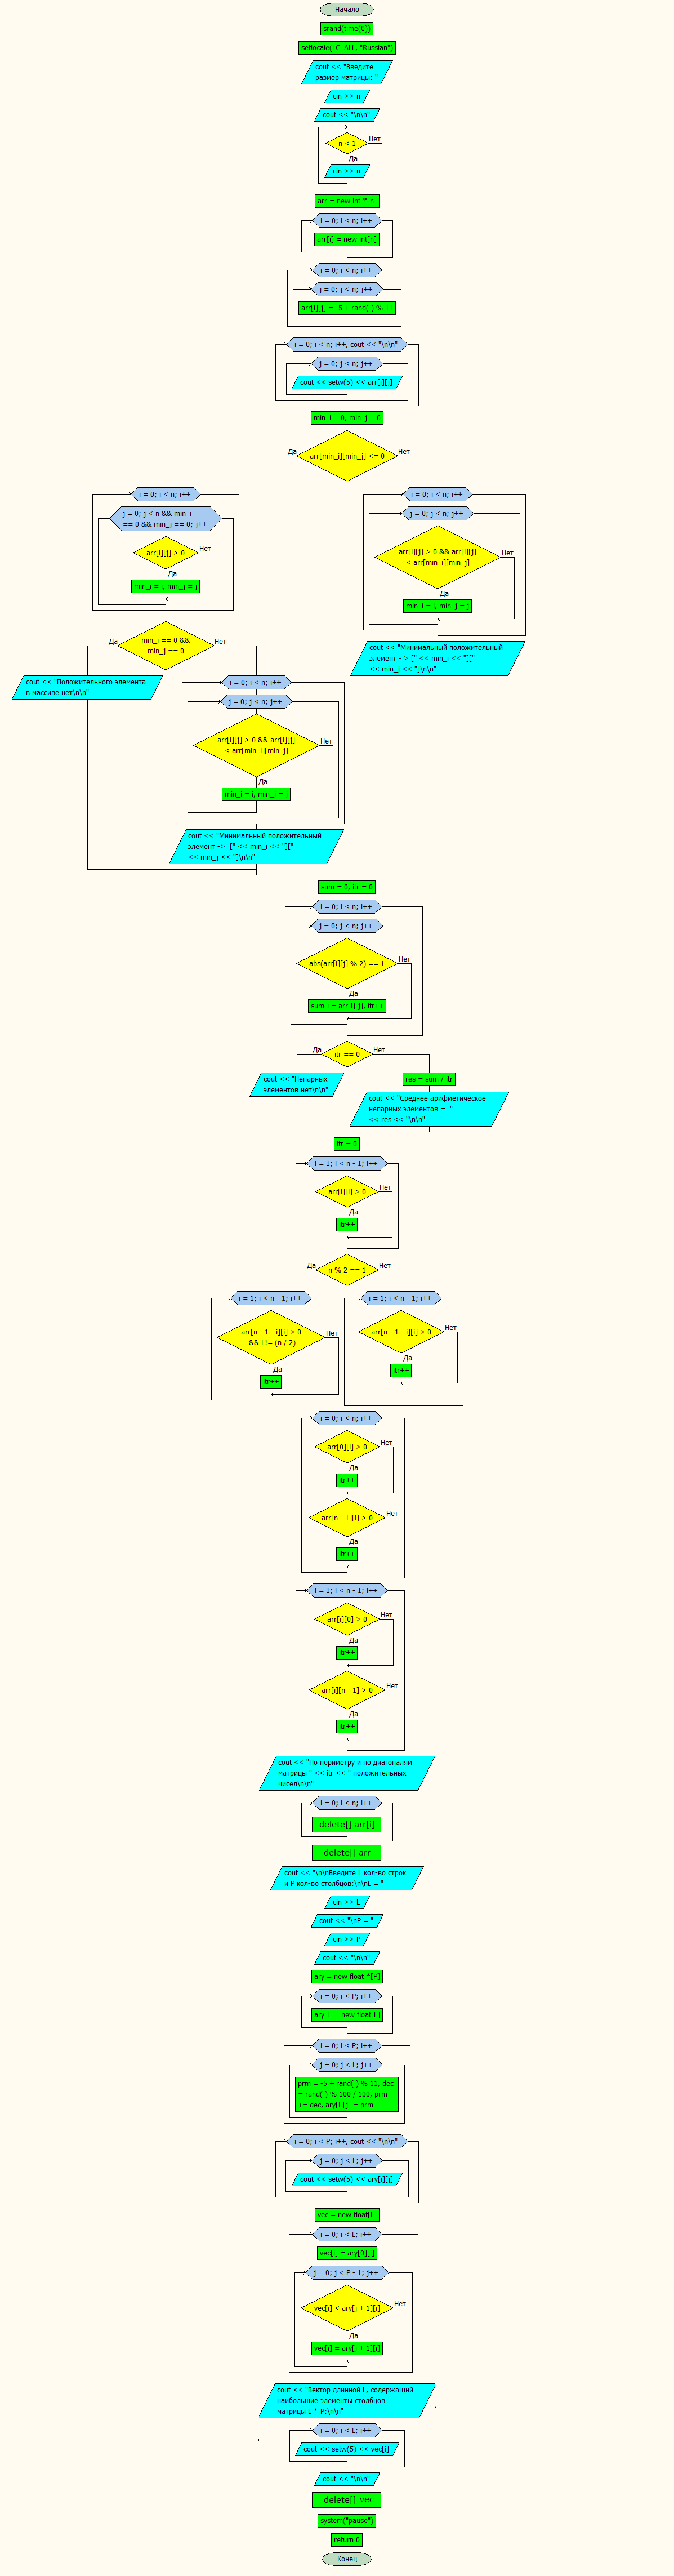 Начало
srand(time(0))
setlocale(LC_ALL, "Russian")
cout << "Введите
размер матрицы: "
cin >> n
cout << "\n\n"
n < 1
Нет
Да
cin >> n
arr = new int *[n]
i = 0; i < n; i++
arr[i] = new int[n]
i = 0; i < n; i++
j = 0; j < n; j++
arr[i][j] = -5 + rand( ) % 11
i = 0; i < n; i++, cout << "\n\n"
j = 0; j < n; j++
cout << setw(5) << arr[i][j]
min_i = 0, min_j = 0
arr[min_i][min_j] <= 0
Да
Нет
i = 0; i < n; i++
j = 0; j < n && min_i
== 0 && min_j == 0; j++
arr[i][j] > 0
Нет
Да
min_i = i, min_j = j
i = 0; i < n; i++
j = 0; j < n; j++
arr[i][j] > 0 && arr[i][j]
< arr[min_i][min_j]
Нет
Да
min_i = i, min_j = j
min_i == 0 &&
min_j == 0
Да
Нет
cout << "Минимальный положительный
элемент - > [" << min_i << "]["
<< min_j << "]\n\n"
cout << "Положительного элемента
в массиве нет\n\n"
i = 0; i < n; i++
j = 0; j < n; j++
arr[i][j] > 0 && arr[i][j]
< arr[min_i][min_j]
Нет
Да
min_i = i, min_j = j
cout << "Минимальный положительный
элемент ->  [" << min_i << "]["
<< min_j << "]\n\n"
sum = 0, itr = 0
i = 0; i < n; i++
j = 0; j < n; j++
abs(arr[i][j] % 2) == 1
Нет
Да
sum += arr[i][j], itr++
itr == 0
Да
Нет
cout << "Непарных
элементов нет\n\n"
res = sum / itr
cout << "Среднее арифметическое
непарных элементов =  "
<< res << "\n\n"
itr = 0
i = 1; i < n - 1; i++
arr[i][i] > 0
Нет
Да
itr++
n % 2 == 1
Да
Нет
i = 1; i < n - 1; i++
arr[n - 1 - i][i] > 0
&& i != (n / 2)
Нет
Да
itr++
i = 1; i < n - 1; i++
arr[n - 1 - i][i] > 0
Нет
Да
itr++
i = 0; i < n; i++
arr[0][i] > 0
Нет
Да
itr++
arr[n - 1][i] > 0
Нет
Да
itr++
i = 1; i < n - 1; i++
arr[i][0] > 0
Нет
Да
itr++
arr[i][n - 1] > 0
Нет
Да
itr++
cout << "По периметру и по диагоналям
матрицы " << itr << " положительных
чисел\n\n"
i = 0; i < n; i++
delete[] arr[i]
delete[] arr
cout << "\n\nВведите L кол-во строк
и P кол-во столбцов:\n\nL = "
cin >> L
cout << "\nP = "
cin >> P
cout << "\n\n"
ary = new float *[P]
i = 0; i < P; i++
ary[i] = new float[L]
i = 0; i < P; i++
j = 0; j < L; j++
prm = -5 + rand( ) % 11, dec
= rand( ) % 100 / 100, prm
+= dec, ary[i][j] = prm
i = 0; i < P; i++, cout << "\n\n"
j = 0; j < L; j++
cout << setw(5) << ary[i][j]
vec = new float[L]
i = 0; i < L; i++
vec[i] = ary[0][i]
j = 0; j < P - 1; j++
vec[i] < ary[j + 1][i]
Нет
Да
vec[i] = ary[j + 1][i]
cout << "Вектор длинной L, содержащий
наибольшие элементы столбцов
матрицы L * P:\n\n"
i = 0; i < L; i++
cout << setw(5) << vec[i]
cout << "\n\n"
delete[] vec
system("pause")
return 0
Конец